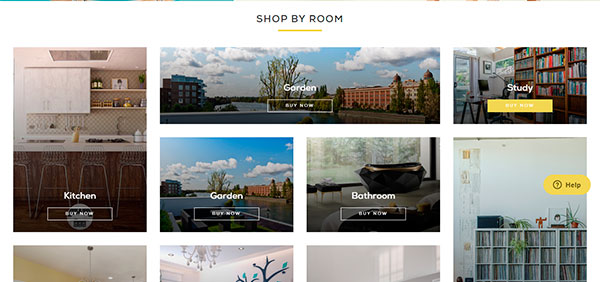 SHOP BY ROOM
Garden
BUY NOW
Study
BUY NOW
Kitchen
BUY NOW
Garden
BUY NOW
Bathroom
BUY NOW
Help